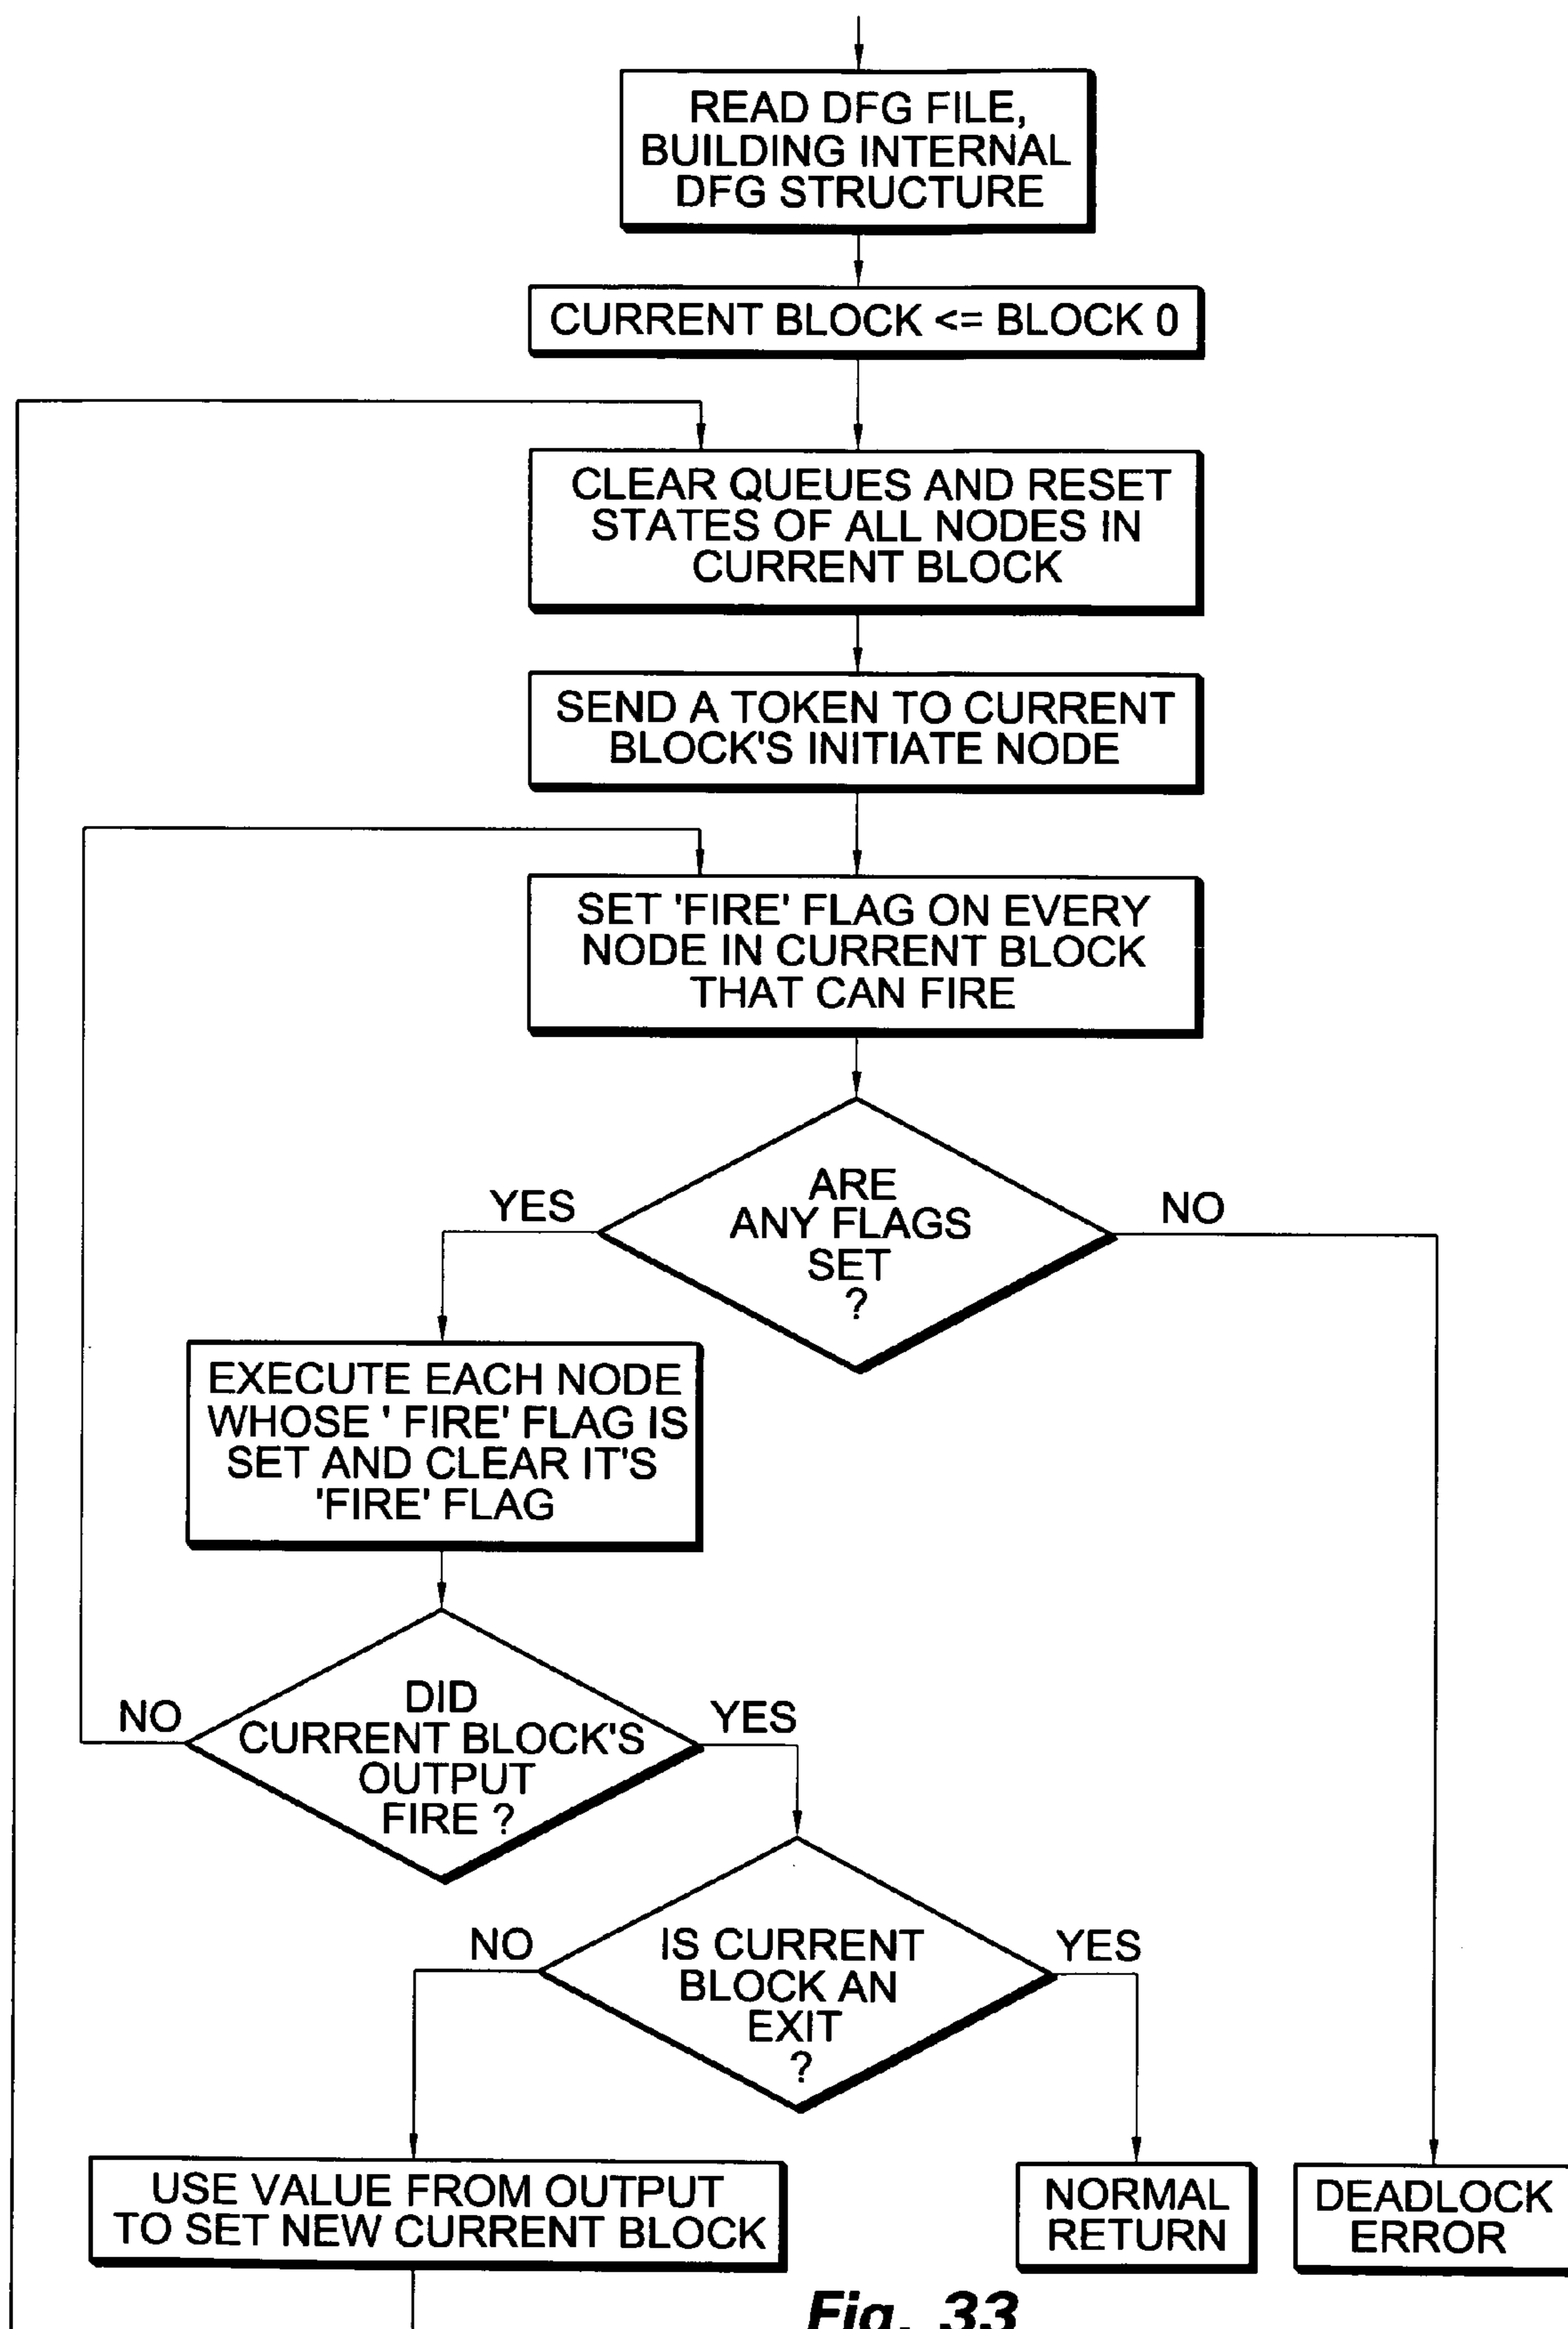 READ DFG FILE,
BUILDING INTERNAL
DFG STRUCTURE
CURRENT BLOCK <= BLOCK 0
CLEAR QUEUES AND RESET
STATES OF ALL NODES IN
CURRENT BLOCK
SEND A TOKEN TO CURRENT
BLOCK'S INITIATE NODE
SET 'FIRE' FLAG ON EVERY
NODE IN CURRENT BLOCK
THAT CAN FIRE
ARE
ANY FLAGS
SET
?
YES
NO
EXECUTE EACH NODE
WHOSE ' FIRE' FLAG IS
SET AND CLEAR IT'S
'FIRE' FLAG
DID
CURRENT BLOCK'S
OUTPUT
FIRE ?
NO
YES
IS CURRENT
BLOCK AN
EXIT
?
NO
YES
USE VALUE FROM OUTPUT
TO SET NEW CURRENT BLOCK
NORMAL
RETURN
DEADLOCK
ERROR
Fig. 33